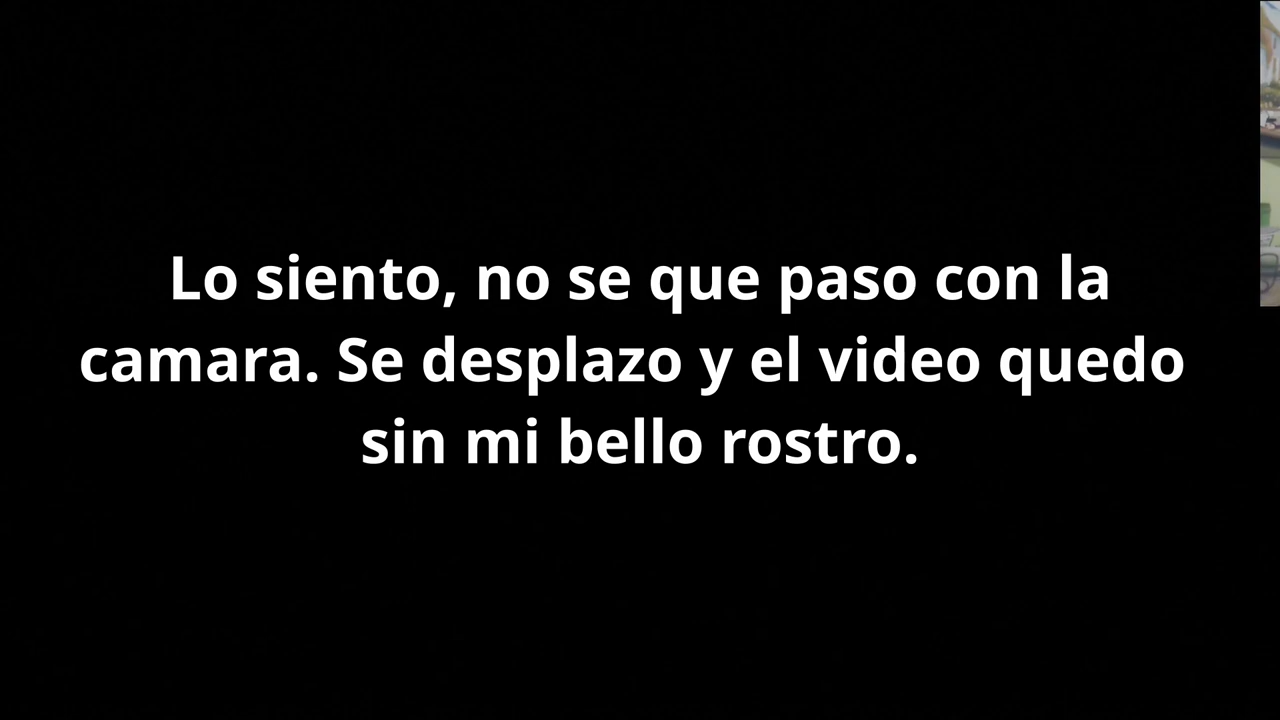 Lo siento, no se que paso con la
camara. Se desplazo y el video quedo
sin mi bello rostro.